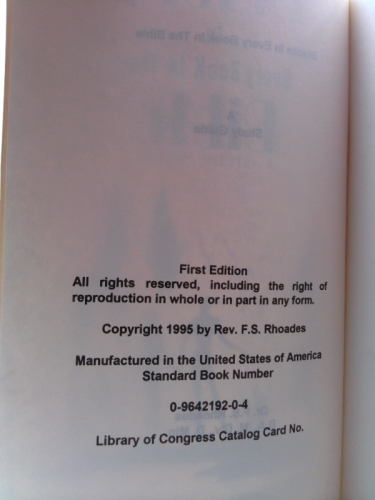 First Edition
All rights reserved, including the right of
reproduction in whole or in part in any form.
Copyright 1995 by Rev. F.S. Rhoades
Manufactured in the United States of America
Standard Book Number
0-9642192-0-4
Library of Congress Catalog Card No.